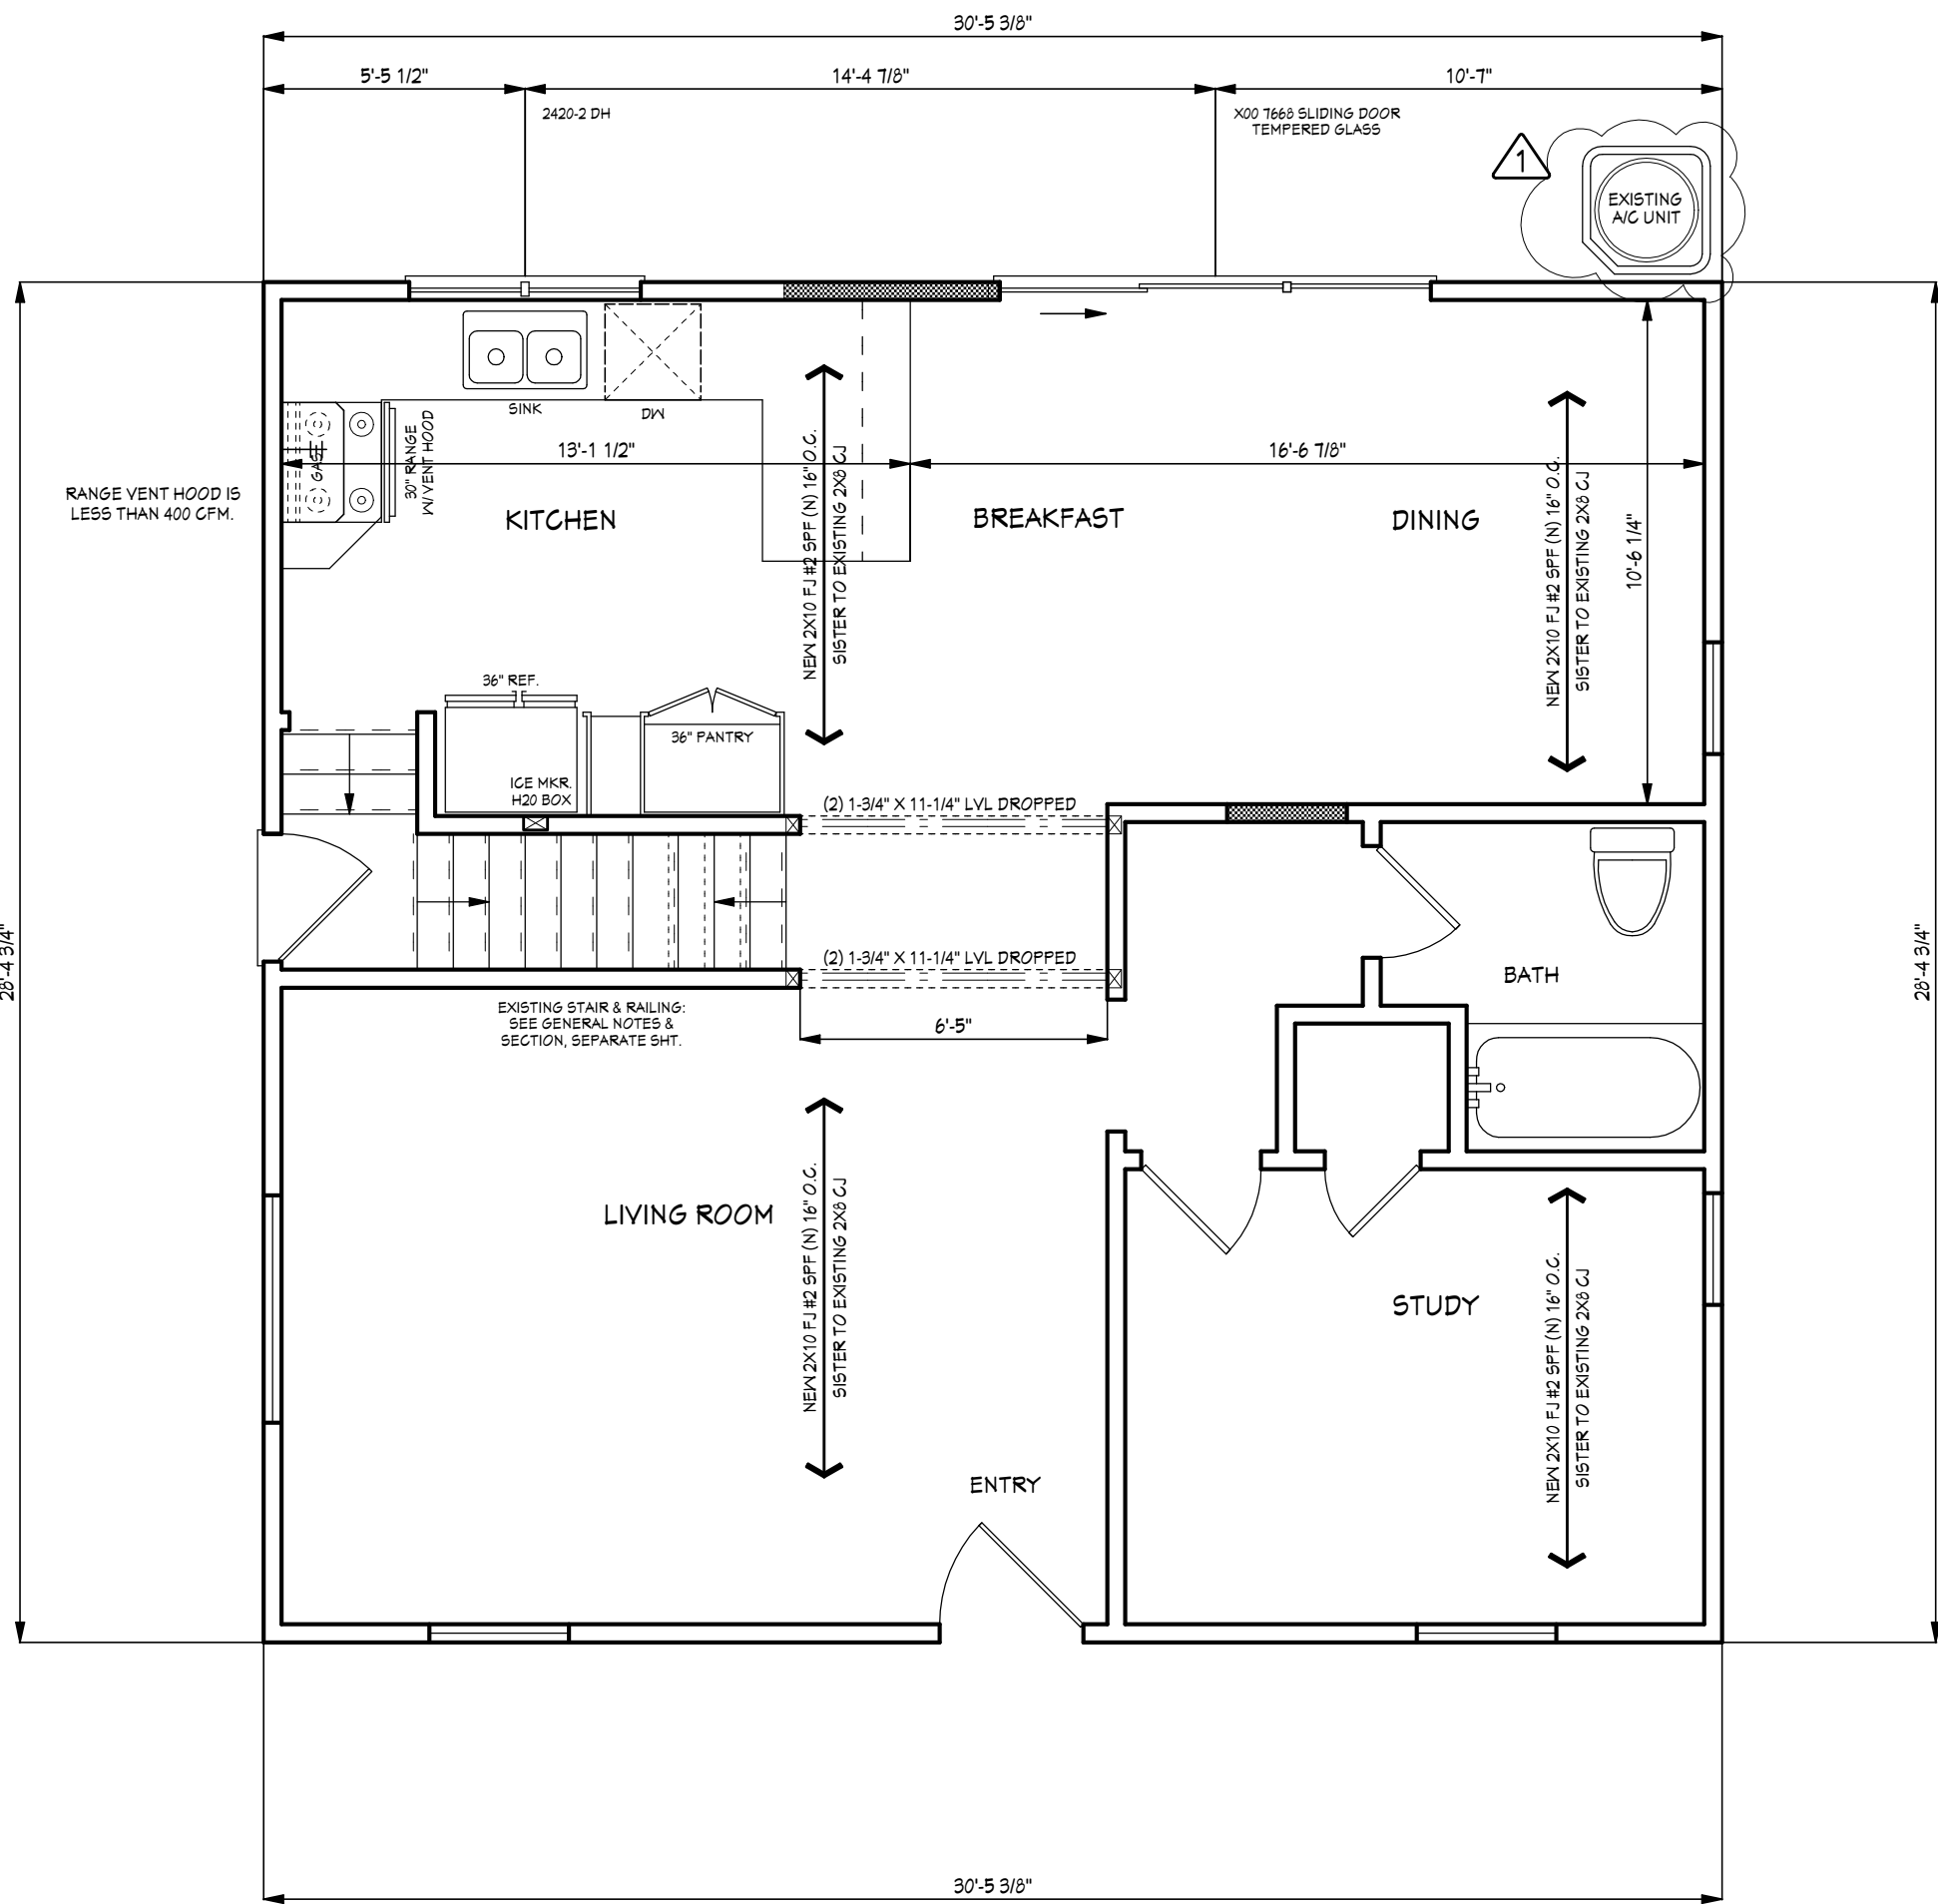 30'-5 3/8"
5'-5 1/2"
14'-4 7/8"
10'-7"
2420-2 DH
XOO 7668 SLIDING DOOR
TEMPERED GLASS
1
EXISTING
A/C UNIT
SINK
DW
GAS
30" RANGE
W/ VENT HOOD
13'-1 1/2"
16'-6 7/8"
RANGE VENT HOOD IS
LESS THAN 400 CFM.
KITCHEN
BREAKFAST
DINING
NEW 2X10 FJ #2 SPF (N) 16" O.C.
SISTER TO EXISTING 2X8 CJ
NEW 2X10 FJ #2 SPF (N) 16" O.C.
SISTER TO EXISTING 2X8 CJ
10'-6 1/4"
36" REF.
36" PANTRY
ICE MKR.
H20 BOX
(2) 1-3/4" X 11-1/4" LVL DROPPED
28'-4 3/4"
28'-4 3/4"
(2) 1-3/4" X 11-1/4" LVL DROPPED
BATH
EXISTING STAIR & RAILING:
SEE GENERAL NOTES &
SECTION, SEPARATE SHT.
6'-5"
LIVING ROOM
NEW 2X10 FJ #2 SPF (N) 16" O.C.
SISTER TO EXISTING 2X8 CJ
STUDY
NEW 2X10 FJ #2 SPF (N) 16" O.C.
SISTER TO EXISTING 2X8 CJ
ENTRY
30'-5 3/8"